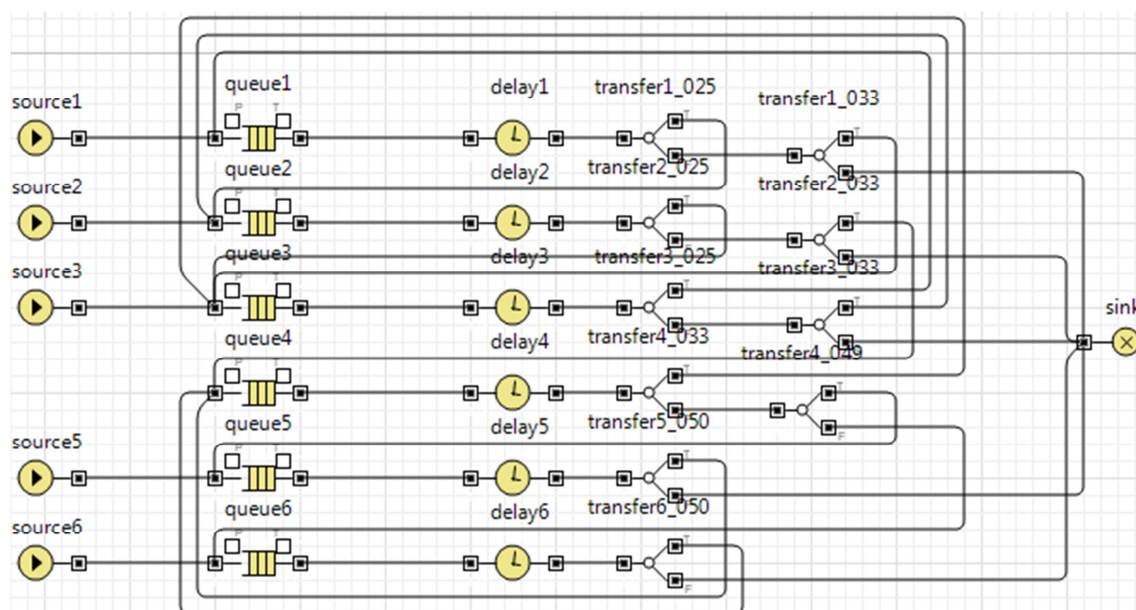 queue1
delay1
transfer1_025
transfer1_033
source1
P
T
T
queue2
delay2
transfer2_025
transfer2_033
source2
P
T
T
queue3
delay3
transfer3_025
transfer3_033
source3
P
T
sink
queue4
delay4
transfer4_033
transfer4_049
P
T
T
T
queue5
delay5
transfer5_050
source5
P
T
T
F
queue6
delay6
transfer6_050
source6
P
T
T
F